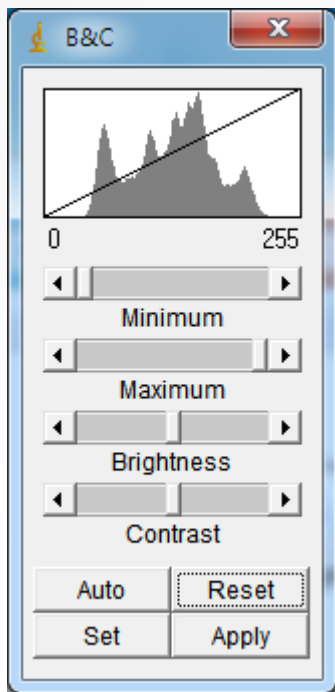 B&C
0 255
Minimum
Maximum
Brightness
Contrast
Auto Reset
Set Apply